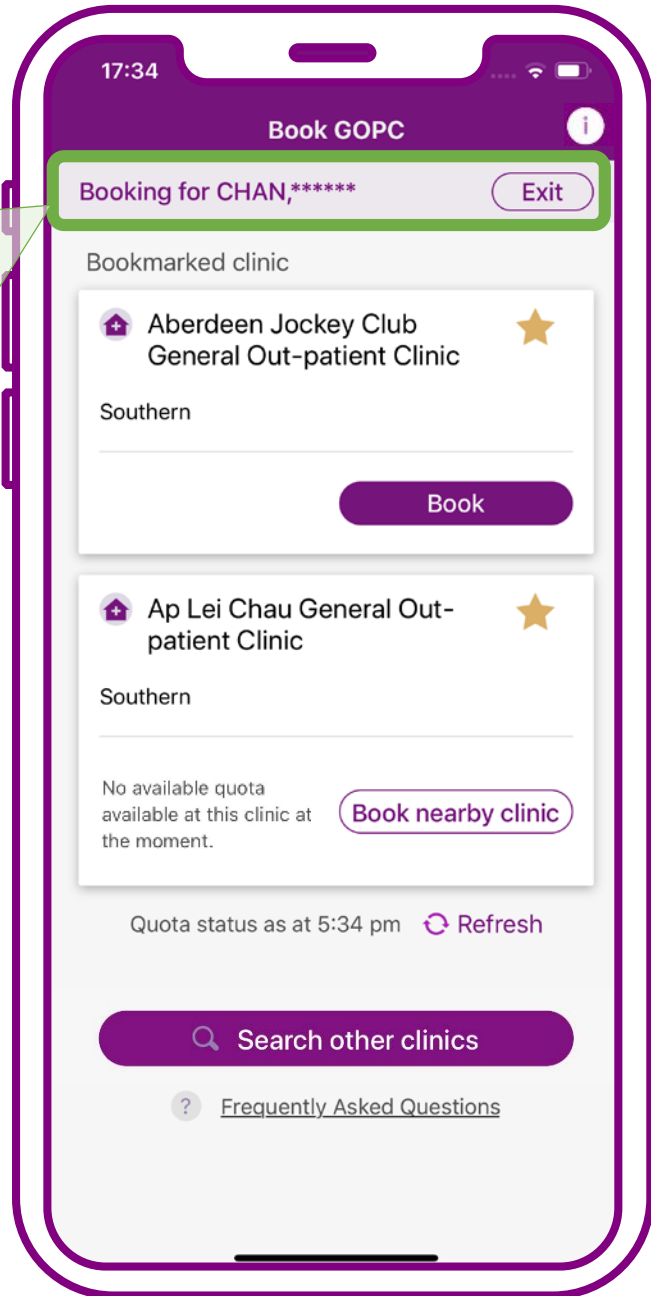 17:34
Book GOPC
i
Booking for CHAN,******
Exit
Bookmarked clinic
Aberdeen Jockey Club
General Out-patient Clinic
Southern
Book
Ap Lei Chau General Out-
patient Clinic
Southern
No available quota
available at this clinic at
the moment.
Book nearby clinic
Quota status as at 5:34 pm
Refresh
Search other clinics
?
Frequently Asked Questions